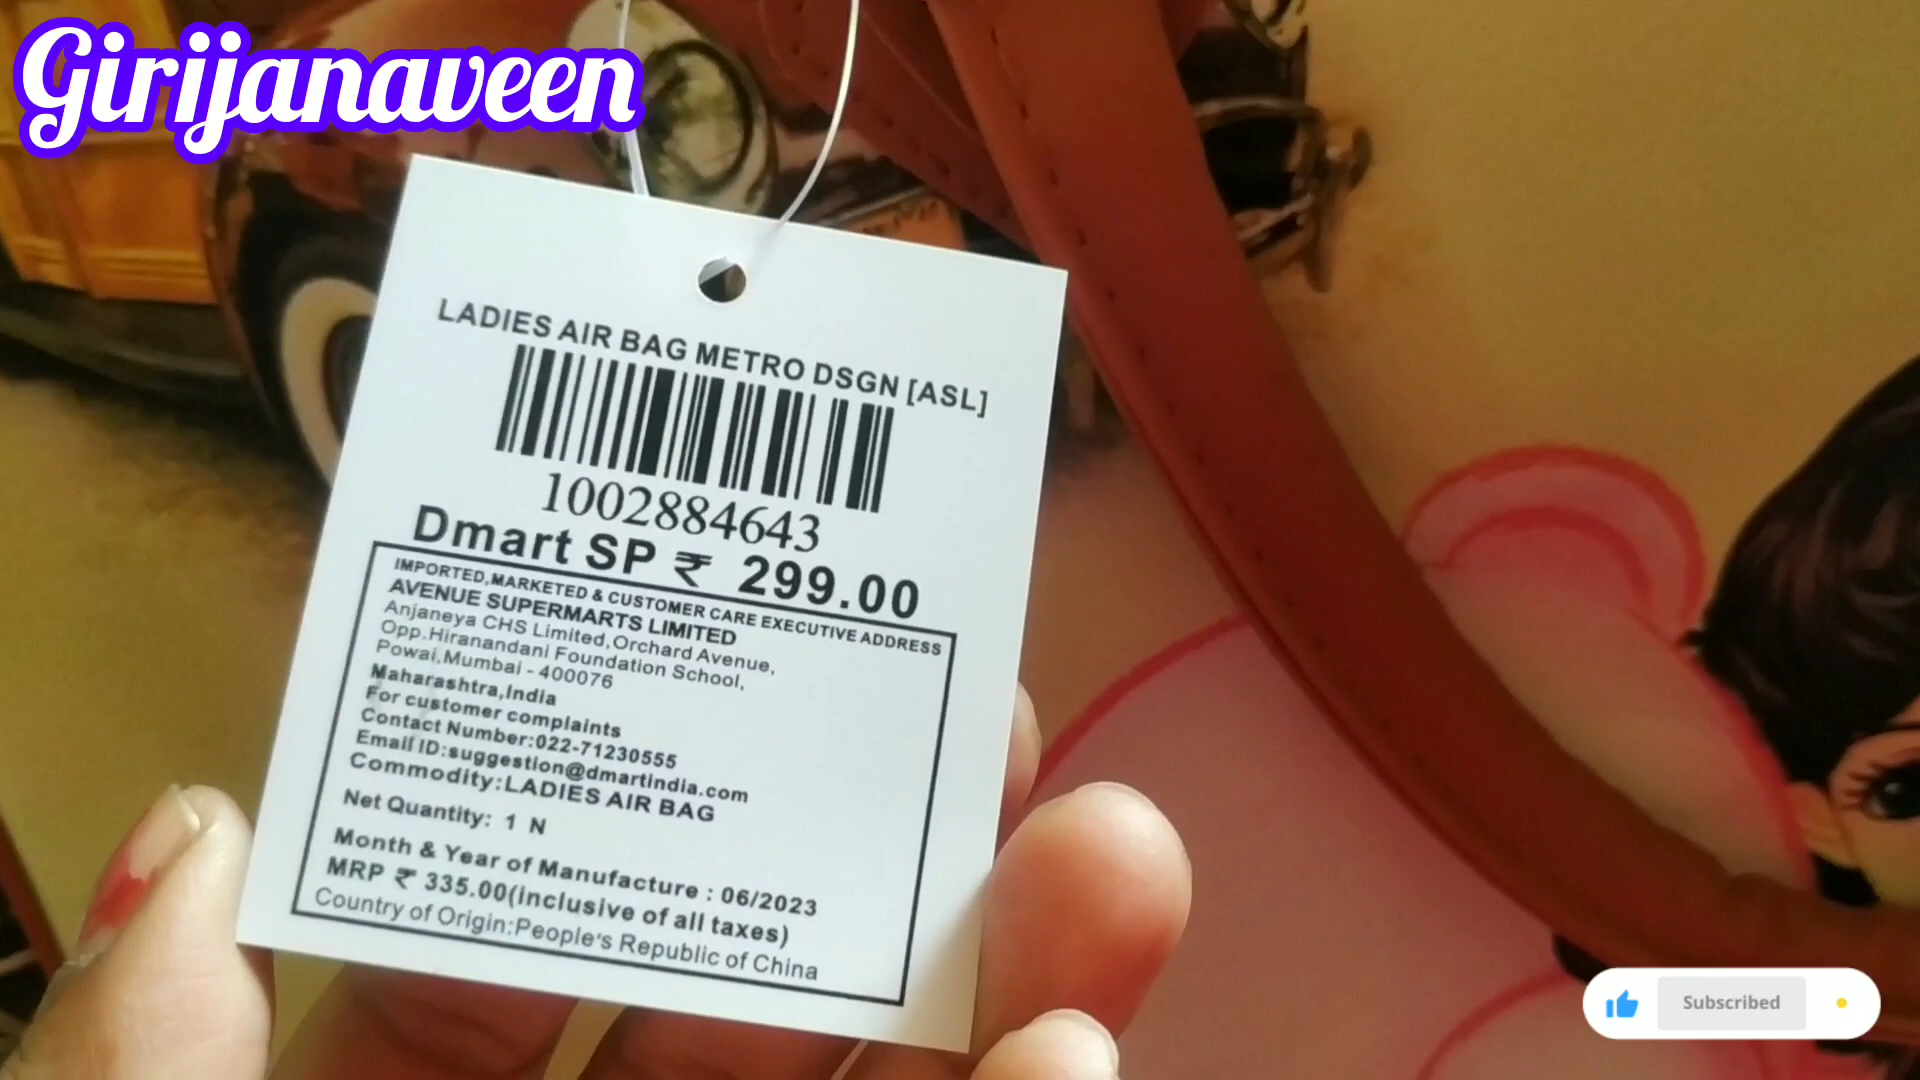 Girijanaveen
LADIES AIR BAG METRO DSGN [ASL]
1002884643
Dmart SP ₹ 299.00
IMPORTED,MARKETED & CUSTOMER CARE EXECUTIVE ADDRESS
AVENUE SUPERMARTS LIMITED
Anjaneya CHS Limited,Orchard Avenue,
Opp.Hiranandani Foundation School,
Powai,Mumbai - 400076
Maharashtra,India
For customer complaints
Contact Number:022-71230555
Email ID:suggestion@dmartindia.com
Commodity:LADIES AIR BAG
Net Quantity: 1 N
Month & Year of Manufacture : 06/2023
MRP ₹ 335.00(inclusive of all taxes)
Country of Origin:People's Republic of China
Subscribed